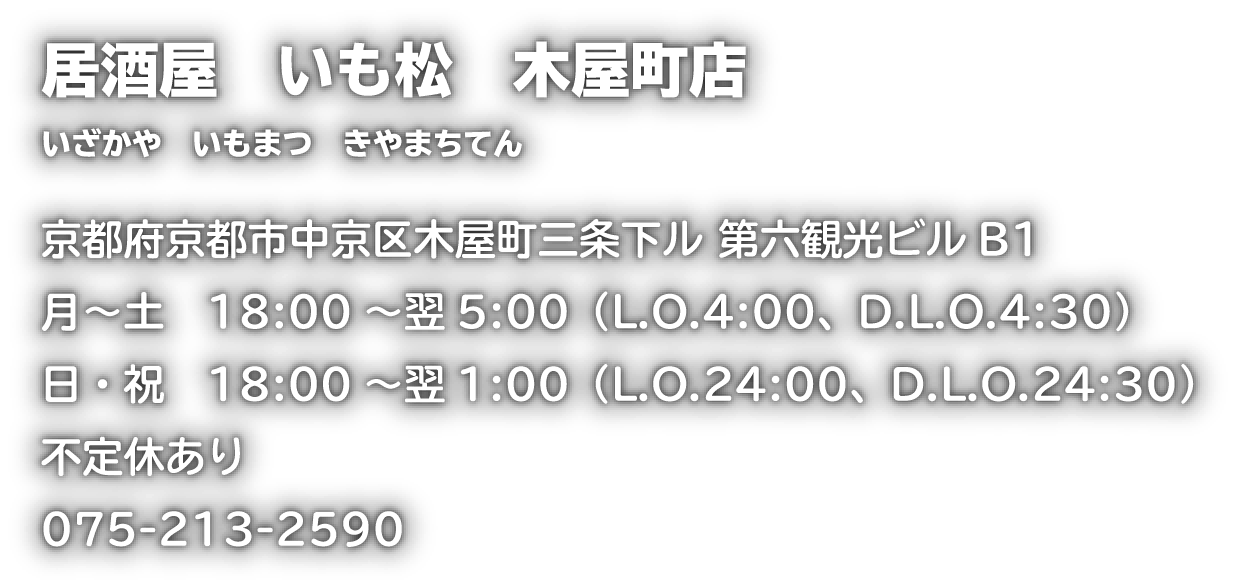 居酒屋　いも松　木屋町店
いざかや　いもまつ　きやまちてん
京都府京都市中京区木屋町三条下ル 第六観光ビル B1
月～土　18:00 ～翌 5:00（L.O.4:00、D.L.O.4:30）
日・祝　18:00 ～翌 1:00（L.O.24:00、D.L.O.24:30）
不定休あり
075-213-2590